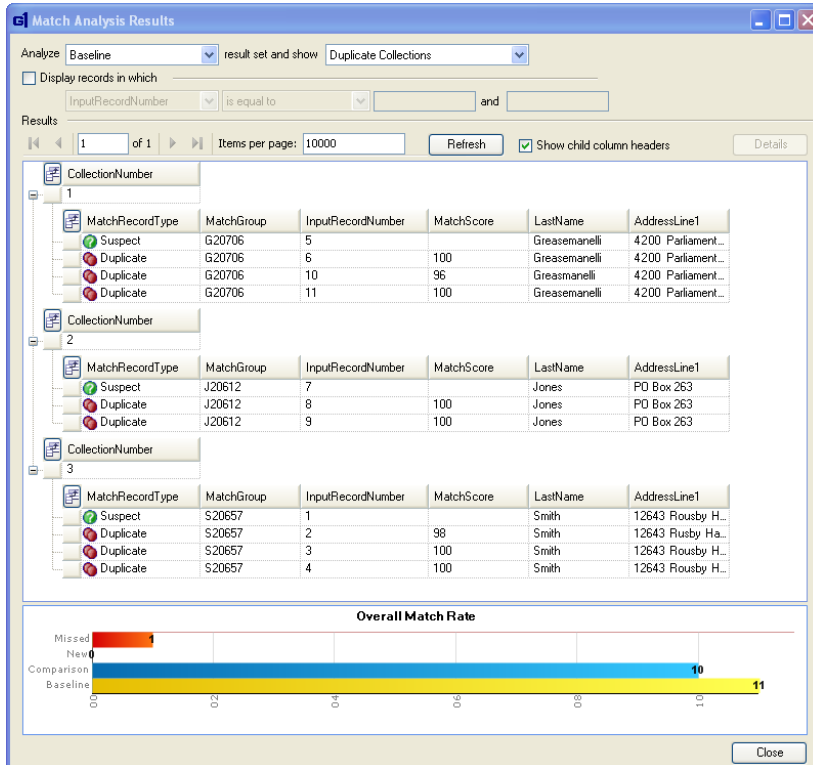 G1 Match Analysis Results
Analyze Baseline result set and show Duplicate Collections
Display records in which
InputRecordNumber is equal to and
Results
1 of 1 Items per page: 10000 Refresh Show child column headers Details
CollectionNumber
1
MatchRecordType MatchGroup InputRecordNumber MatchScore LastName AddressLine1
Suspect G20706 5 Greasemanelli 4200 Parliament...
Duplicate G20706 6 100 Greasemanelli 4200 Parliament...
Duplicate G20706 10 96 Greasmanelli 4200 Parliament...
Duplicate G20706 11 100 Greasemanelli 4200 Parliament...
CollectionNumber
2
MatchRecordType MatchGroup InputRecordNumber MatchScore LastName AddressLine1
Suspect J20612 7 Jones PO Box 263
Duplicate J20612 8 100 Jones PO Box 263
Duplicate J20612 9 100 Jones PO Box 263
CollectionNumber
3
MatchRecordType MatchGroup InputRecordNumber MatchScore LastName AddressLine1
Suspect S20657 1 Smith 12643 Rousby H...
Duplicate S20657 2 98 Smith 12643 Rusby Ha...
Duplicate S20657 3 100 Smith 12643 Rousby H...
Duplicate S20657 4 100 Smith 12643 Rousby H...
Overall Match Rate
Missed 1
New 0
Comparison 10
Baseline 11
00 02 04 06 08 10
Close